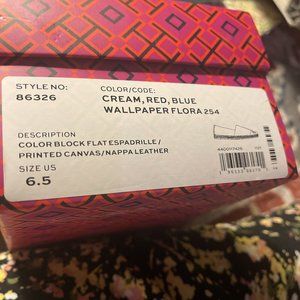 STYLE NO:
86326
COLOR/CODE:
CREAM, RED, BLUE
WALLPAPER FLORA 254
DESCRIPTION
COLOR BLOCK FLAT ESPADRILLE /
PRINTED CANVAS/NAPPA LEATHER
SIZE US
6.5